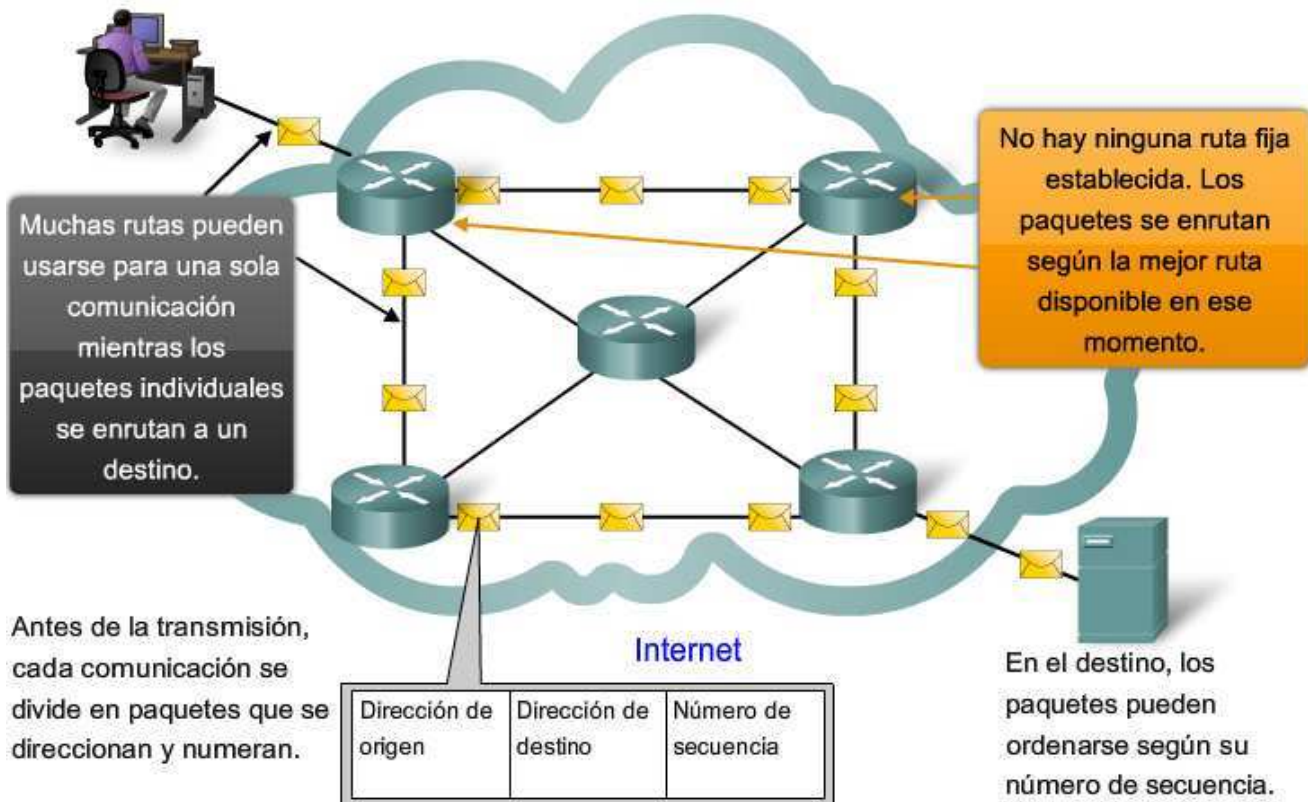 Muchas rutas pueden
usarse para una sola
comunicación
mientras los
paquetes individuales
se enrutan a un
destino.
No hay ninguna ruta fija
establecida. Los
paquetes se enrutan
según la mejor ruta
disponible en ese
momento.
Antes de la transmisión,
cada comunicación se
divide en paquetes que se
direccionan y numeran.
Internet
Dirección de
origen
Dirección de
destino
Número de
secuencia
En el destino, los
paquetes pueden
ordenarse según su
número de secuencia.